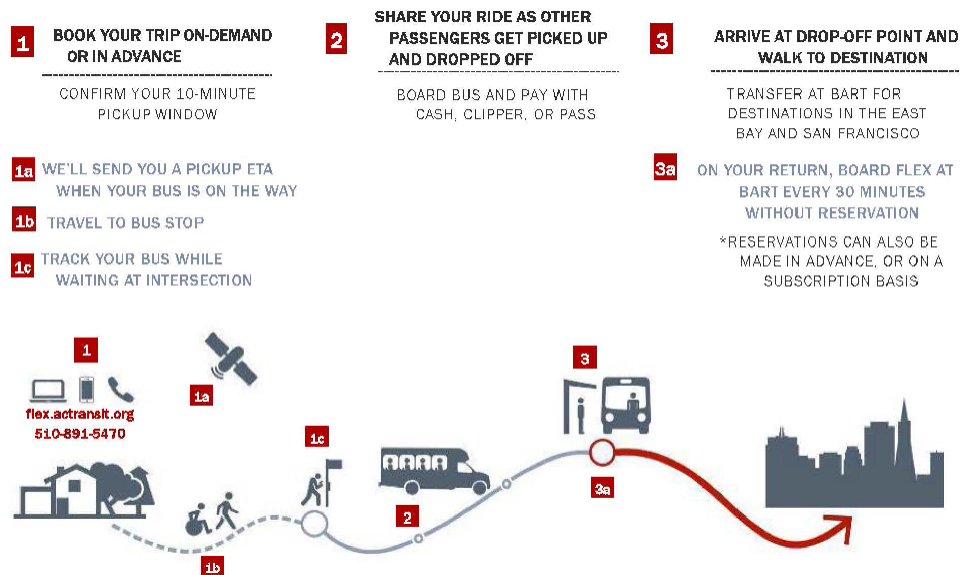 1
BOOK YOUR TRIP ON-DEMAND
OR IN ADVANCE
CONFIRM YOUR 10-MINUTE
PICKUP WINDOW
1a WE'LL SEND YOU A PICKUP ETA
WHEN YOUR BUS IS ON THE WAY
1b TRAVEL TO BUS STOP
1c TRACK YOUR BUS WHILE
WAITING AT INTERSECTION
2
SHARE YOUR RIDE AS OTHER
PASSENGERS GET PICKED UP
AND DROPPED OFF
BOARD BUS AND PAY WITH
CASH, CLIPPER, OR PASS
3
ARRIVE AT DROP-OFF POINT AND
WALK TO DESTINATION
TRANSFER AT BART FOR
DESTINATIONS IN THE EAST
BAY AND SAN FRANCISCO
3a ON YOUR RETURN, BOARD FLEX AT
BART EVERY 30 MINUTES
WITHOUT RESERVATION
*RESERVATIONS CAN ALSO BE
MADE IN ADVANCE, OR ON A
SUBSCRIPTION BASIS
1
flex.actransit.org
510-891-5470
1a
1b
1c
2
3
3a